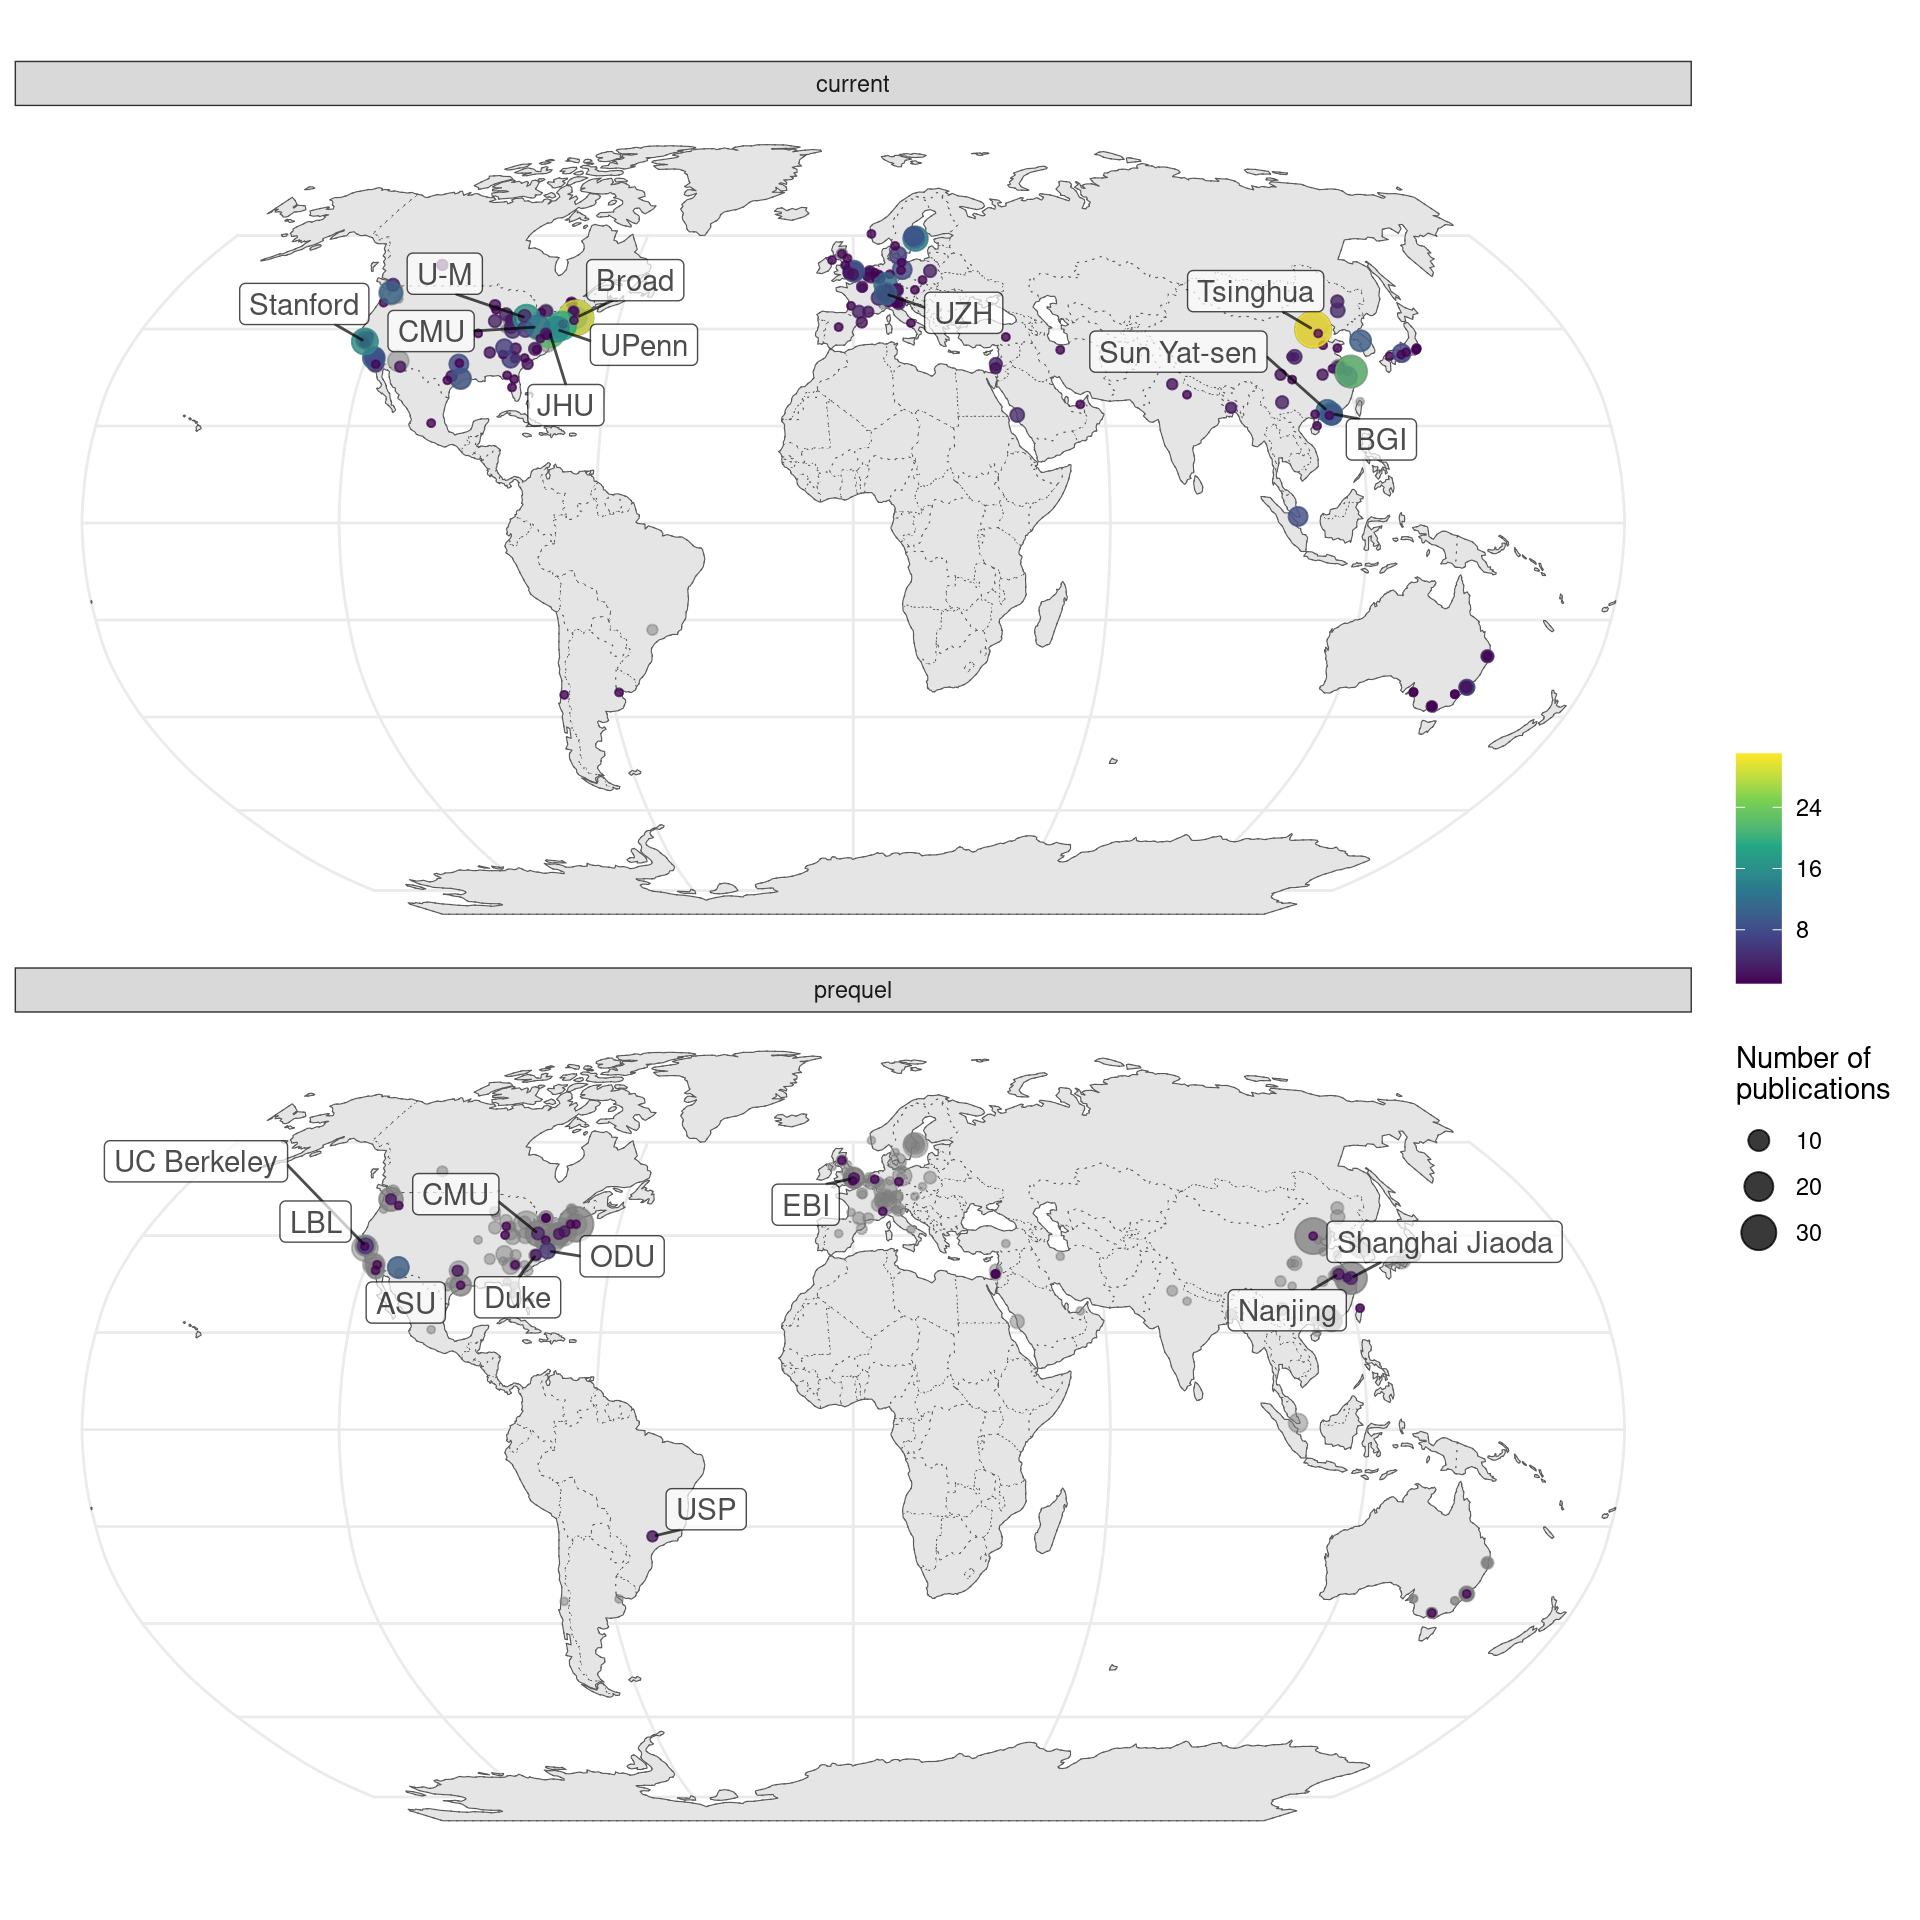 current
U-M
Broad
Stanford
CMU
UPenn
JHU
UZH
Tsinghua
Sun Yat-sen
BGI
24
16
8
prequel
Number of
publications
10
20
30
UC Berkeley
LBL
CMU
ODU
ASU
Duke
EBI
Shanghai Jiaoda
Nanjing
USP